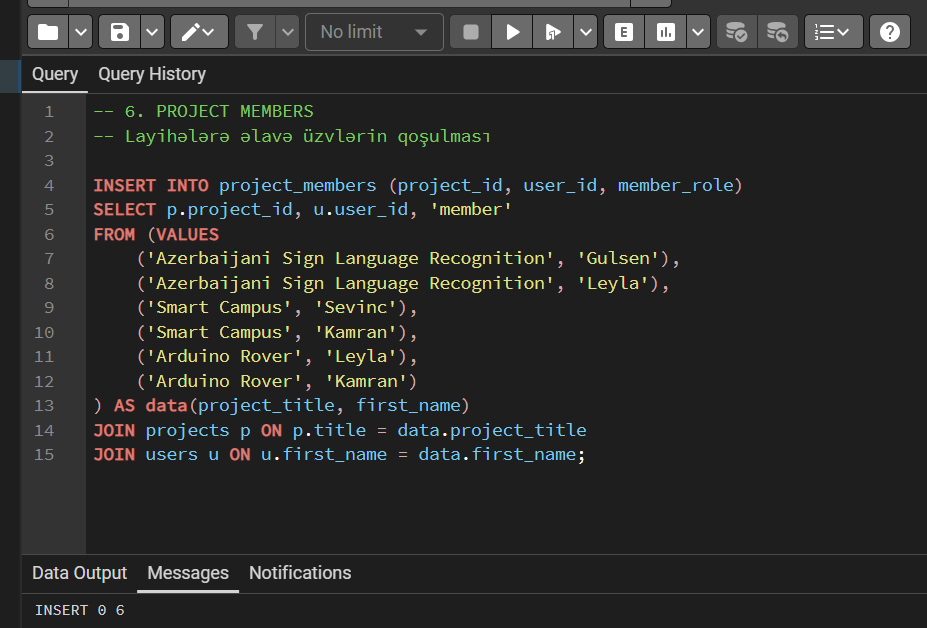 No limit
Query Query History
1 -- 6. PROJECT MEMBERS
2 -- Layihələrə əlavə üzvlərin qoşulması
3
4 INSERT INTO project_members (project_id, user_id, member_role)
5 SELECT p.project_id, u.user_id, 'member'
6 FROM (VALUES
7 ('Azerbaijani Sign Language Recognition', 'Gulsen'),
8 ('Azerbaijani Sign Language Recognition', 'Leyla'),
9 ('Smart Campus', 'Sevinc'),
10 ('Smart Campus', 'Kamran'),
11 ('Arduino Rover', 'Leyla'),
12 ('Arduino Rover', 'Kamran')
13 ) AS data(project_title, first_name)
14 JOIN projects p ON p.title = data.project_title
15 JOIN users u ON u.first_name = data.first_name;
Data Output Messages Notifications
INSERT 0 6